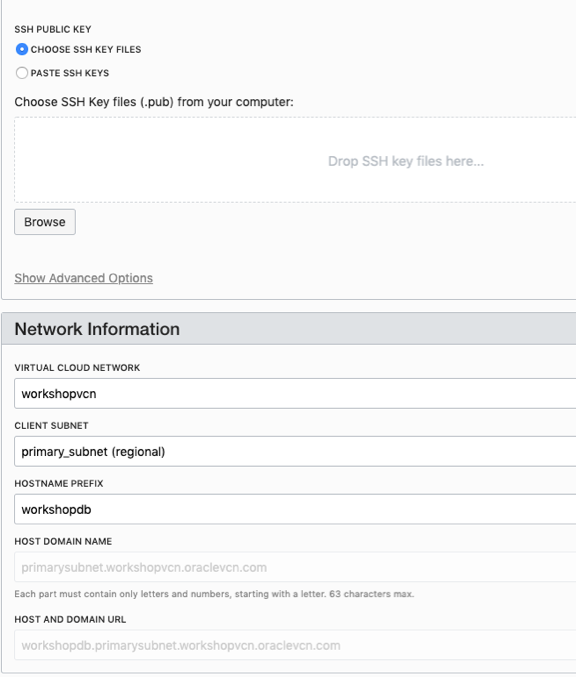 SSH PUBLIC KEY
CHOOSE SSH KEY FILES
PASTE SSH KEYS
Choose SSH Key files (.pub) from your computer:
Drop SSH key files here...
Browse
Show Advanced Options
Network Information
VIRTUAL CLOUD NETWORK
workshopvcn
CLIENT SUBNET
primary_subnet (regional)
HOSTNAME PREFIX
workshopdb
HOST DOMAIN NAME
primarysubnet.workshopvcn.oraclevcn.com
Each part must contain only letters and numbers, starting with a letter. 63 characters max.
HOST AND DOMAIN URL
workshopdb.primarysubnet.workshopvcn.oraclevcn.com